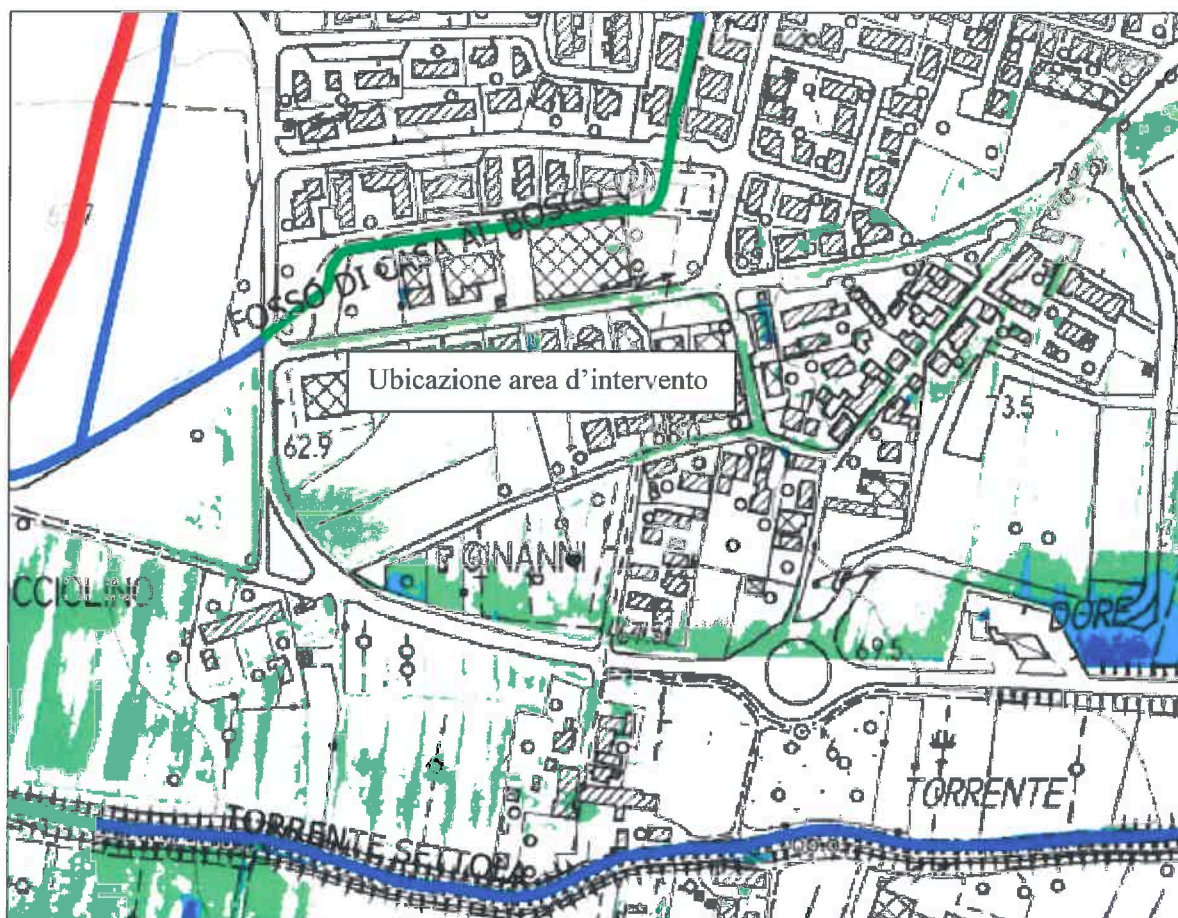 FOSSO DI CASA AL BOSCO
Ubicazione area d'intervento
3.5
62.9
P GNANNI
CCIOLINO
DORE
69.5
TORRENTE
TORRENTE SETTOLA